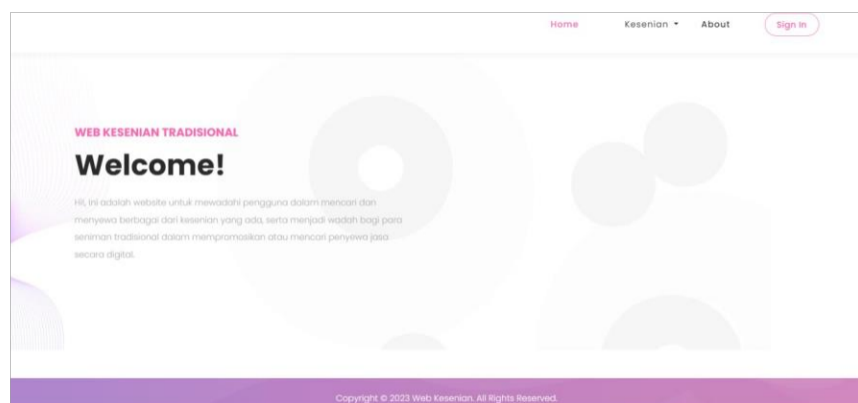 Home Kesenian About Sign In
WEB KESENIAN TRADISIONAL
Welcome!
Hi!, ini adalah website untuk mewadahi pengguna dalam mencari dan
menyewa berbagai dari kesenian yang ada, serta menjadi wadah bagi para
seniman tradisional dalam mempromosikan atau mencari penyewa jasa
secara digital.
Copyright © 2023 Web Kesenian. All Rights Reserved.